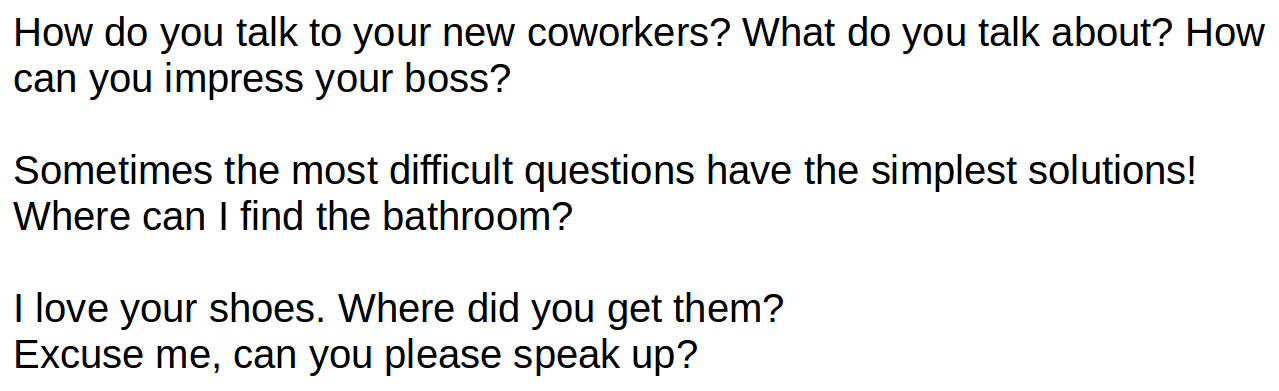 How do you talk to your new coworkers? What do you talk about? How
can you impress your boss?
Sometimes the most difficult questions have the simplest solutions!
Where can I find the bathroom?
I love your shoes. Where did you get them?
Excuse me, can you please speak up?